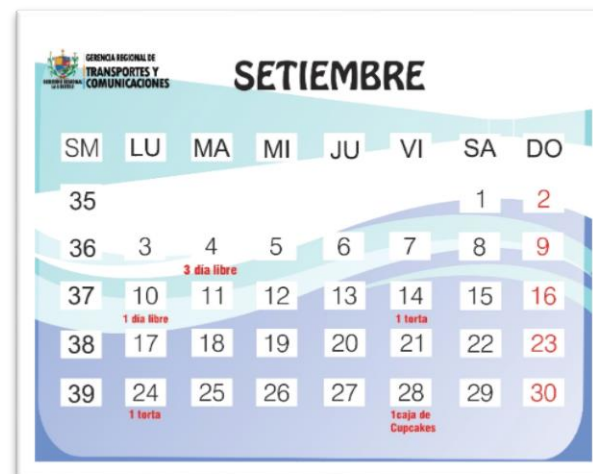 GERENCIA REGIONAL DE
TRANSPORTES Y
COMUNICACIONES
SETIEMBRE
SM LU MA MI JU VI SA DO
35 1 2
36 3 4 5 6 7 8 9
3 día libre
37 10 11 12 13 14 15 16
1 día libre 1 torta
38 17 18 19 20 21 22 23
39 24 25 26 27 28 29 30
1 torta 1caja de
Cupcakes